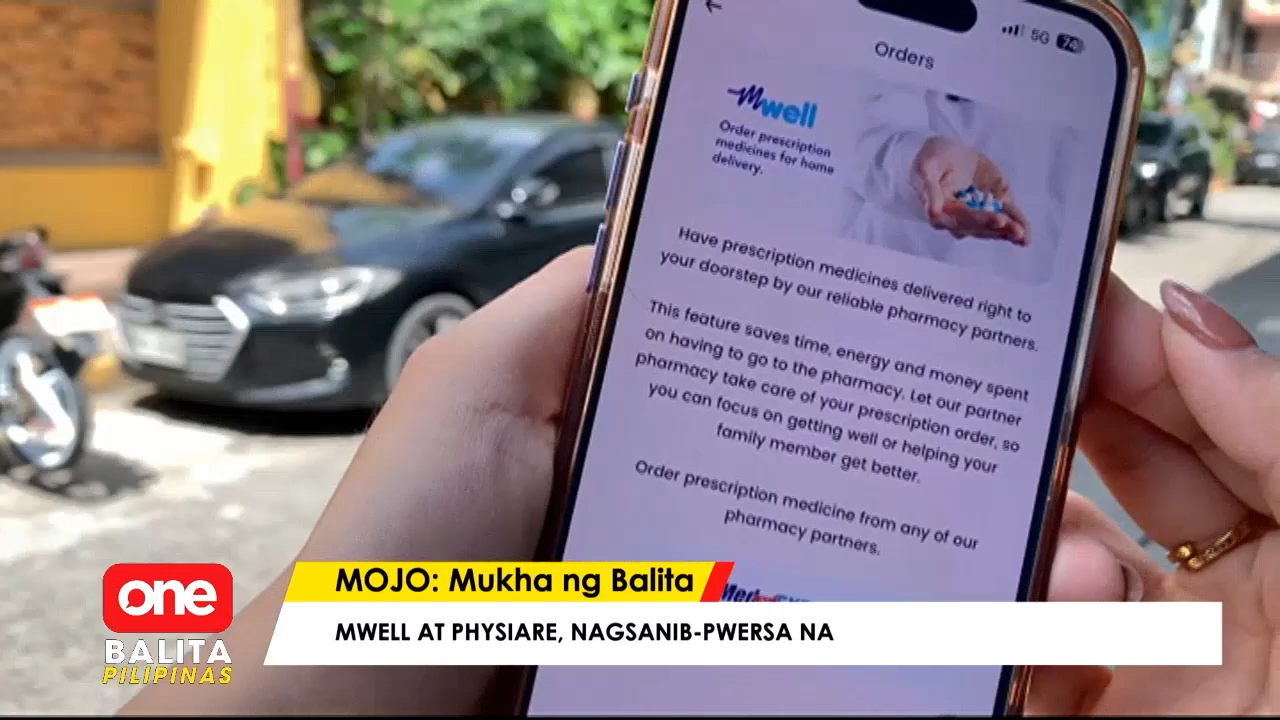 5G 74
Orders
Mwell
Order prescription
medicines for home
delivery.
Have prescription medicines delivered right to
your doorstep by our reliable pharmacy partners.
This feature saves time, energy and money spent
on having to go to the pharmacy. Let our partner
pharmacy take care of your prescription order, so
you can focus on getting well or helping your
family member get better.
Order prescription medicine from any of our
pharmacy partners.
MOJO: Mukha ng Balita
MWELL AT PHYSIARE, NAGSANIB-PWERSA NA
one
BALITA
PILIPINAS